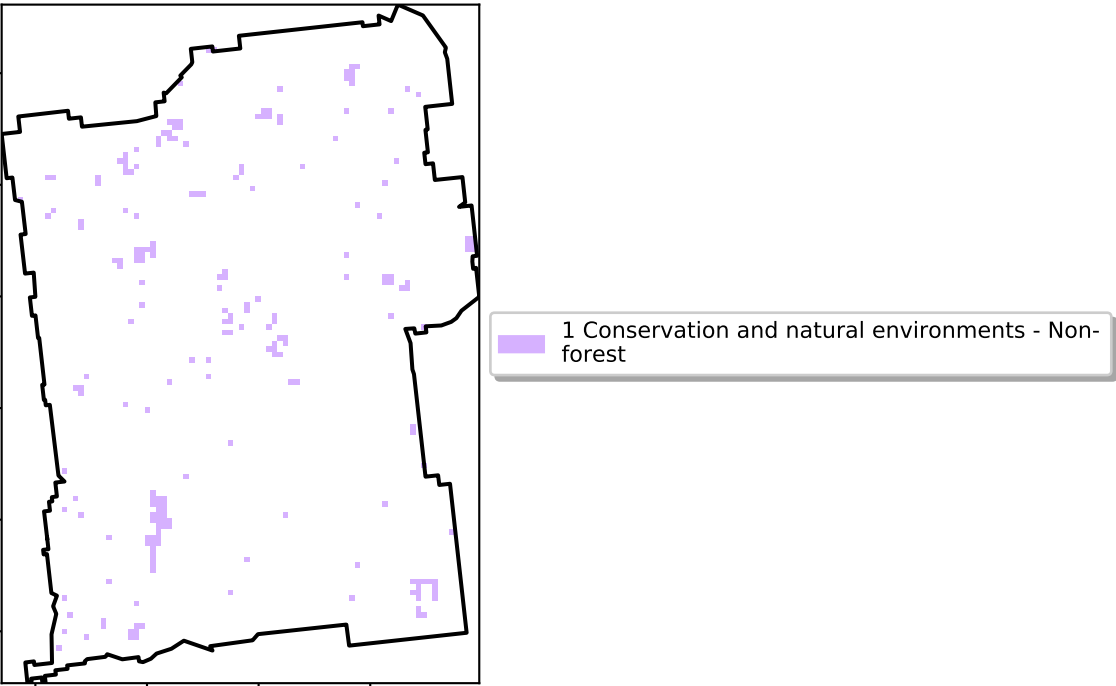 1 Conservation and natural environments - Non-
forest